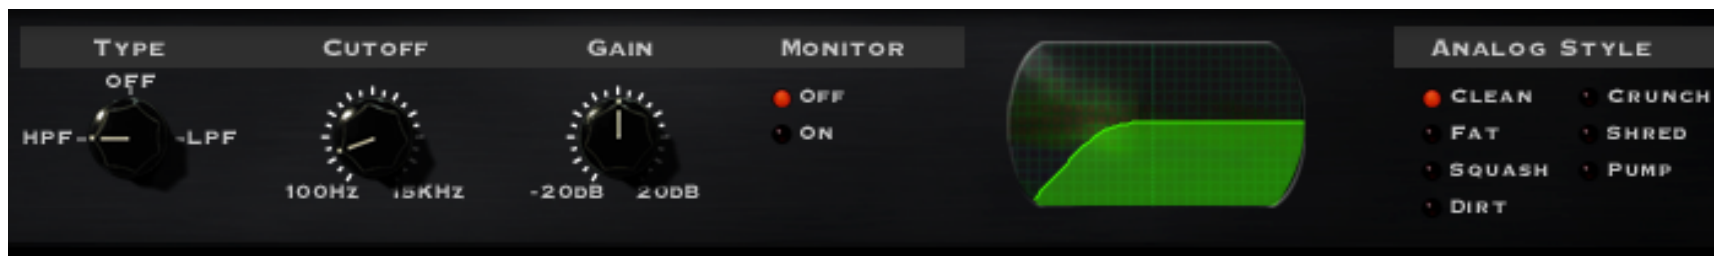 TYPE CUTOFF GAIN MONITOR ANALOG STYLE
OFF
HPF LPF
100HZ 15KHZ
-20DB 20DB
OFF
ON
CLEAN CRUNCH
FAT SHRED
SQUASH PUMP
DIRT